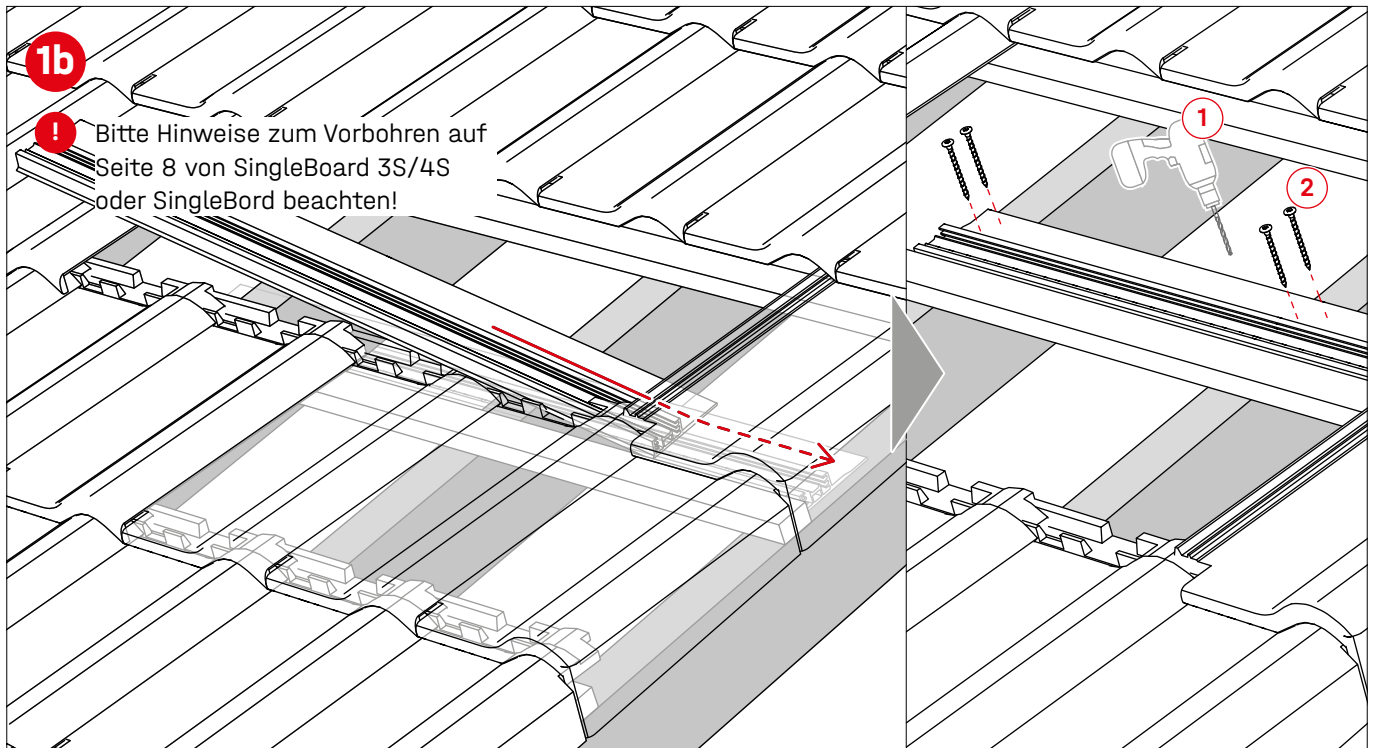 1b
! Bitte Hinweise zum Vorbohren auf
Seite 8 von SingleBoard 3S/4S
oder SingleBord beachten!
1
2